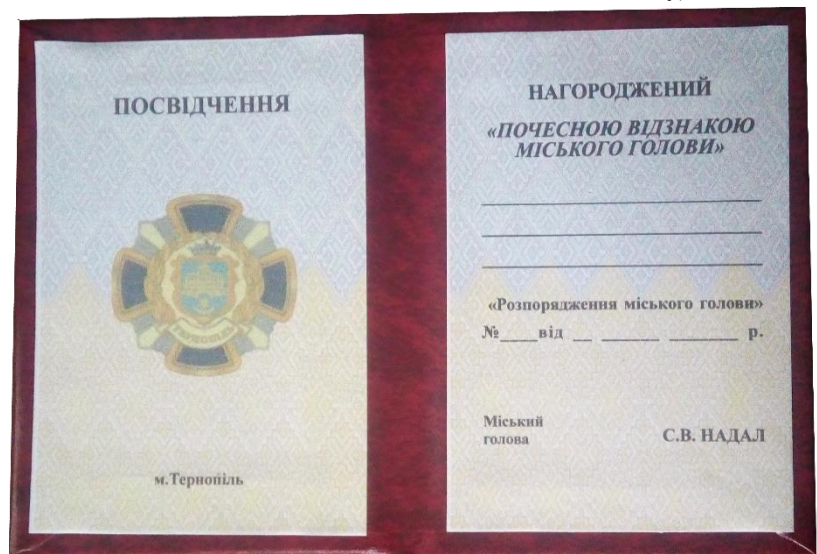 ПОСВІДЧЕННЯ
м.Тернопіль
НАГОРОДЖЕНИЙ
«ПОЧЕСНОЮ ВІДЗНАКОЮ
МІСЬКОГО ГОЛОВИ»
«Розпорядження міського голови»
№____від __ ______ _______ р.
Міський
голова
С.В. НАДАЛ